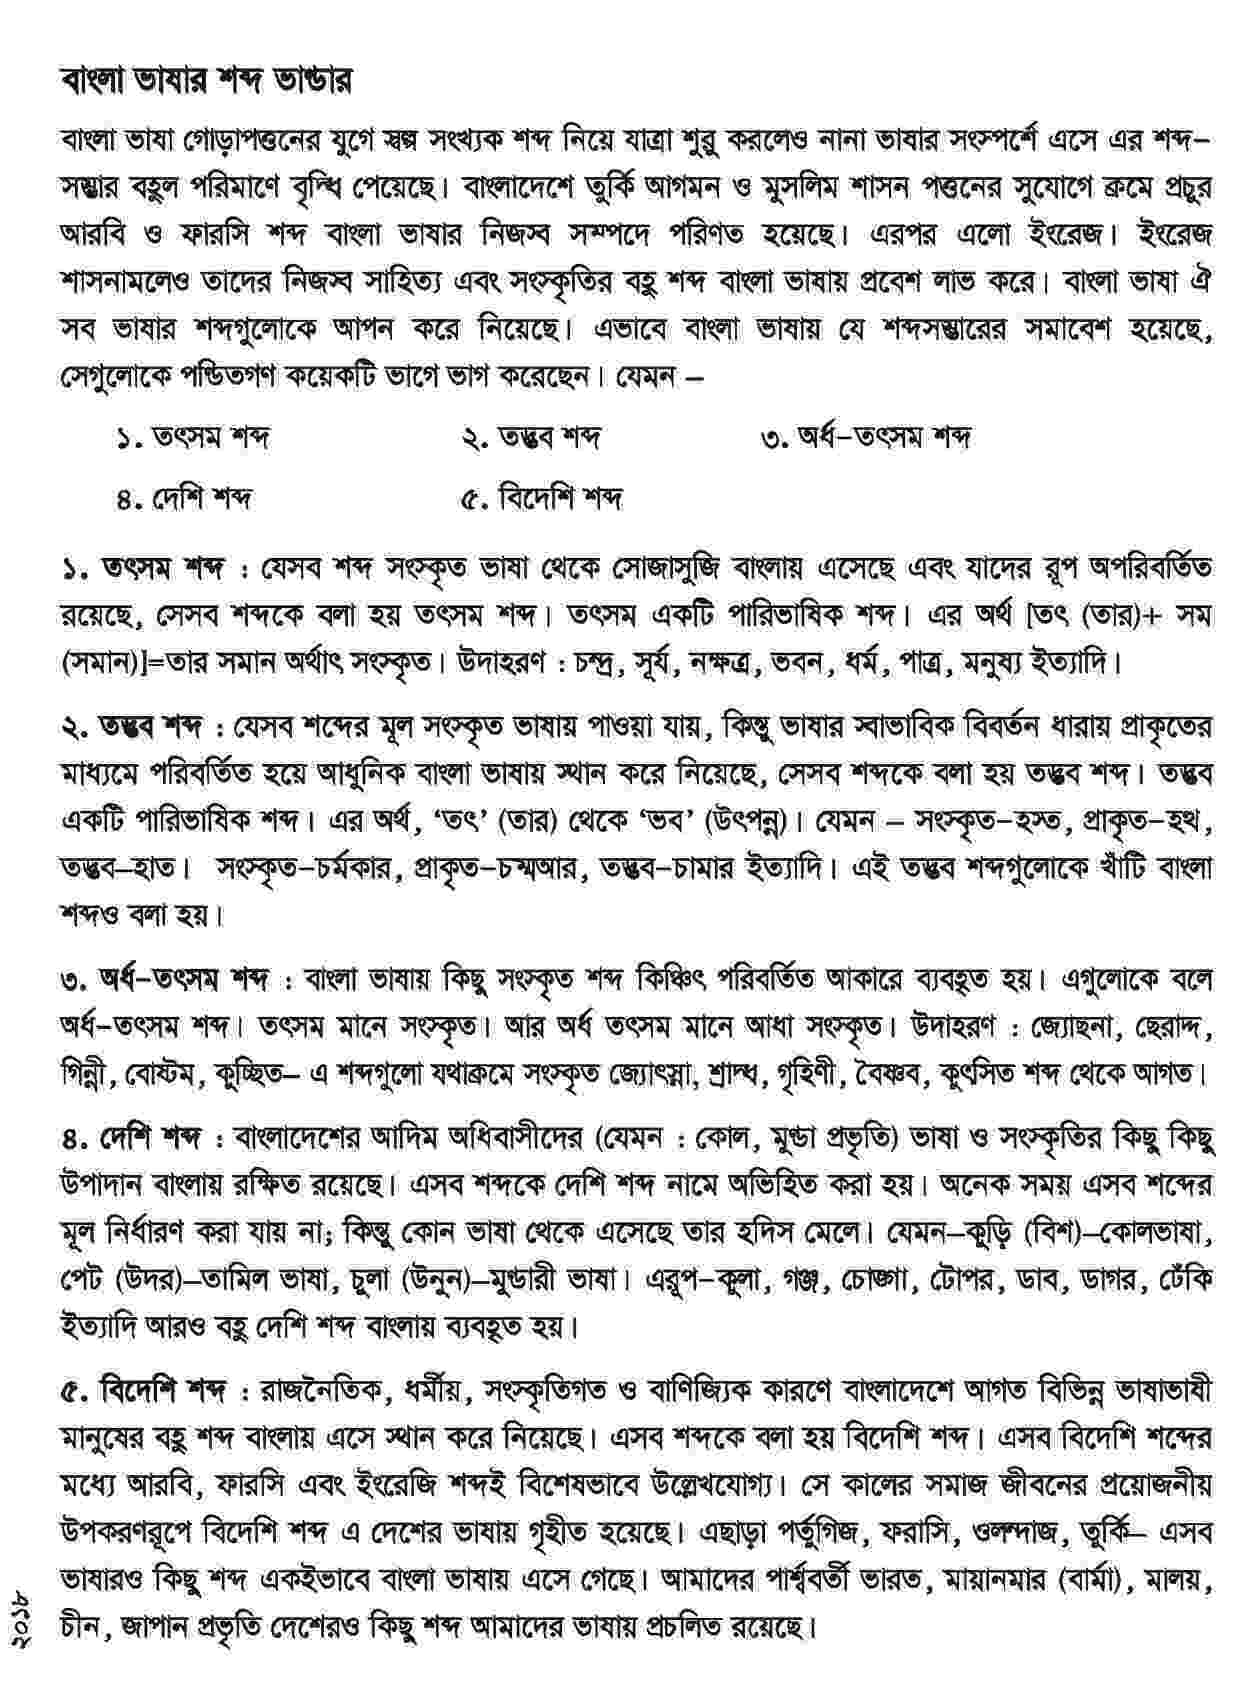 বাংলা ভাষার শব্দ ভান্ডার
বাংলা ভাষা গোড়াপত্তনের যুগে স্বল্প সংখ্যক শব্দ নিয়ে যাত্রা শুরু করলেও নানা ভাষার সংস্পর্শে এসে এর শব্দ–
সম্ভার বহুল পরিমাণে বৃদ্ধি পেয়েছে। বাংলাদেশে তুর্কি আগমন ও মুসলিম শাসন পত্তনের সুযোগে ক্রমে প্রচুর
আরবি ও ফারসি শব্দ বাংলা ভাষার নিজস্ব সম্পদে পরিণত হয়েছে। এরপর এলো ইংরেজ। ইংরেজ
শাসনামলেও তাদের নিজস্ব সাহিত্য এবং সংস্কৃতির বহু শব্দ বাংলা ভাষায় প্রবেশ লাভ করে। বাংলা ভাষা ঐ
সব ভাষার শব্দগুলোকে আপন করে নিয়েছে। এভাবে বাংলা ভাষায় যে শব্দসম্ভারের সমাবেশ হয়েছে,
সেগুলোকে পন্ডিতগণ কয়েকটি ভাগে ভাগ করেছেন। যেমন –
১. তৎসম শব্দ ২. তদ্ভব শব্দ ৩. অর্ধ–তৎসম শব্দ
৪. দেশি শব্দ ৫. বিদেশি শব্দ
১. তৎসম শব্দ : যেসব শব্দ সংস্কৃত ভাষা থেকে সোজাসুজি বাংলায় এসেছে এবং যাদের রূপ অপরিবর্তিত
রয়েছে, সেসব শব্দকে বলা হয় তৎসম শব্দ। তৎসম একটি পারিভাষিক শব্দ। এর অর্থ [তৎ (তার)+ সম
(সমান)]=তার সমান অর্থাৎ সংস্কৃত। উদাহরণ : চন্দ্র, সূর্য, নক্ষত্র, ভবন, ধর্ম, পাত্র, মনুষ্য ইত্যাদি।
২. তদ্ভব শব্দ : যেসব শব্দের মূল সংস্কৃত ভাষায় পাওয়া যায়, কিন্তু ভাষার স্বাভাবিক বিবর্তন ধারায় প্রাকৃতের
মাধ্যমে পরিবর্তিত হয়ে আধুনিক বাংলা ভাষায় স্থান করে নিয়েছে, সেসব শব্দকে বলা হয় তদ্ভব শব্দ। তদ্ভব
একটি পারিভাষিক শব্দ। এর অর্থ, ‘তৎ’ (তার) থেকে ‘ভব’ (উৎপন্ন)। যেমন – সংস্কৃত–হস্ত, প্রাকৃত–হত্থ,
তদ্ভব–হাত। সংস্কৃত–চর্মকার, প্রাকৃত–চম্মআর, তদ্ভব–চামার ইত্যাদি। এই তদ্ভব শব্দগুলোকে খাঁটি বাংলা
শব্দও বলা হয়।
৩. অর্ধ–তৎসম শব্দ : বাংলা ভাষায় কিছু সংস্কৃত শব্দ কিঞ্চিৎ পরিবর্তিত আকারে ব্যবহৃত হয়। এগুলোকে বলে
অর্ধ–তৎসম শব্দ। তৎসম মানে সংস্কৃত। আর অর্ধ তৎসম মানে আধা সংস্কৃত। উদাহরণ : জ্যোছনা, ছেরাদ্দ,
গিন্নী, বোষ্টম, কুচ্ছিত– এ শব্দগুলো যথাক্রমে সংস্কৃত জ্যোৎস্না, শ্রাদ্ধ, গৃহিণী, বৈষ্ণব, কুৎসিত শব্দ থেকে আগত।
৪. দেশি শব্দ : বাংলাদেশের আদিম অধিবাসীদের (যেমন : কোল, মুন্ডা প্রভৃতি) ভাষা ও সংস্কৃতির কিছু কিছু
উপাদান বাংলায় রক্ষিত রয়েছে। এসব শব্দকে দেশি শব্দ নামে অভিহিত করা হয়। অনেক সময় এসব শব্দের
মূল নির্ধারণ করা যায় না; কিন্তু কোন ভাষা থেকে এসেছে তার হদিস মেলে। যেমন–কুড়ি (বিশ)–কোলভাষা,
পেট (উদর)–তামিল ভাষা, চুলা (উনুন)–মুন্ডারী ভাষা। এরূপ–কুলা, গঞ্জ, চোঙ্গা, টোপর, ডাব, ডাগর, ঢেঁকি
ইত্যাদি আরও বহু দেশি শব্দ বাংলায় ব্যবহৃত হয়।
৫. বিদেশি শব্দ : রাজনৈতিক, ধর্মীয়, সংস্কৃতিগত ও বাণিজ্যিক কারণে বাংলাদেশে আগত বিভিন্ন ভাষাভাষী
মানুষের বহু শব্দ বাংলায় এসে স্থান করে নিয়েছে। এসব শব্দকে বলা হয় বিদেশি শব্দ। এসব বিদেশি শব্দের
মধ্যে আরবি, ফারসি এবং ইংরেজি শব্দই বিশেষভাবে উল্লেখযোগ্য। সে কালের সমাজ জীবনের প্রয়োজনীয়
উপকরণরূপে বিদেশি শব্দ এ দেশের ভাষায় গৃহীত হয়েছে। এছাড়া পর্তুগিজ, ফরাসি, ওলন্দাজ, তুর্কি– এসব
ভাষারও কিছু শব্দ একইভাবে বাংলা ভাষায় এসে গেছে। আমাদের পার্শ্ববর্তী ভারত, মায়ানমার (বার্মা), মালয়,
চীন, জাপান প্রভৃতি দেশেরও কিছু শব্দ আমাদের ভাষায় প্রচলিত রয়েছে।
২০১৮